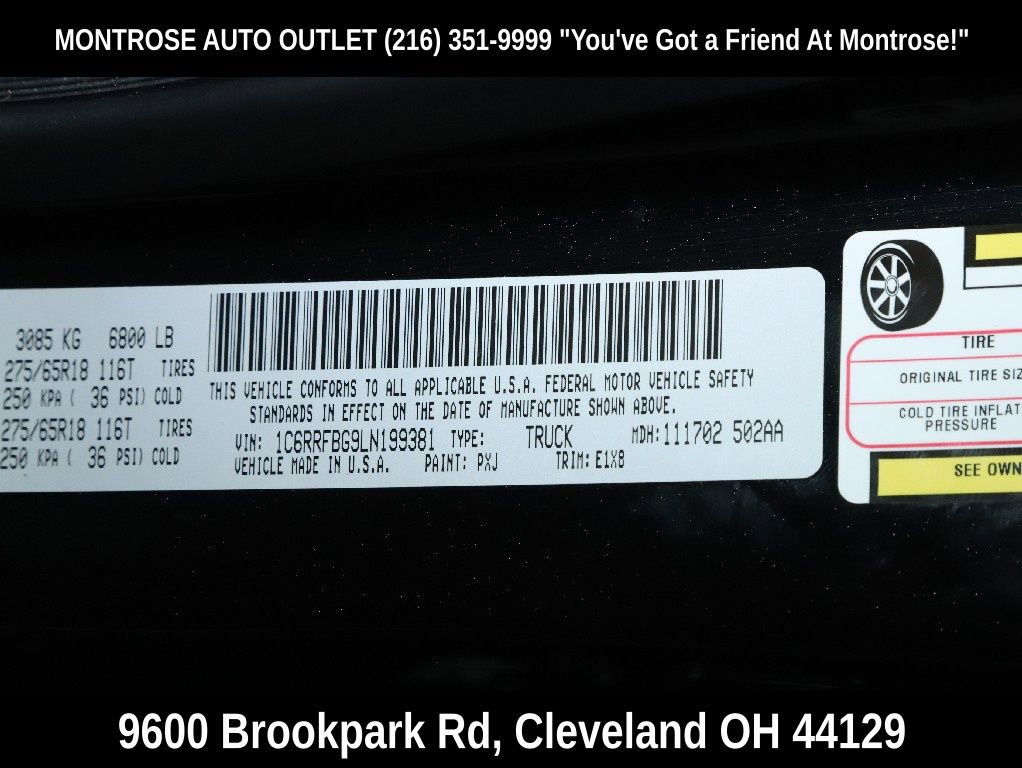 MONTROSE AUTO OUTLET (216) 351-9999 "You've Got a Friend At Montrose!"
3085 KG 6800 LB
275/65R18 116T TIRES
250 KPA ( 36 PSI) COLD
275/65R18 116T TIRES
250 KPA ( 36 PSI) COLD
THIS VEHICLE CONFORMS TO ALL APPLICABLE U.S.A. FEDERAL MOTOR VEHICLE SAFETY
STANDARDS IN EFFECT ON THE DATE OF MANUFACTURE SHOWN ABOVE.
VIN: 1C6RRFBG9LN199381 TYPE: TRUCK MDH:111702 502AA
VEHICLE MADE IN U.S.A. PAINT: PXJ TRIM: E1X8
TIRE
ORIGINAL TIRE SIZ
COLD TIRE INFLAT
PRESSURE
SEE OWN
9600 Brookpark Rd, Cleveland OH 44129